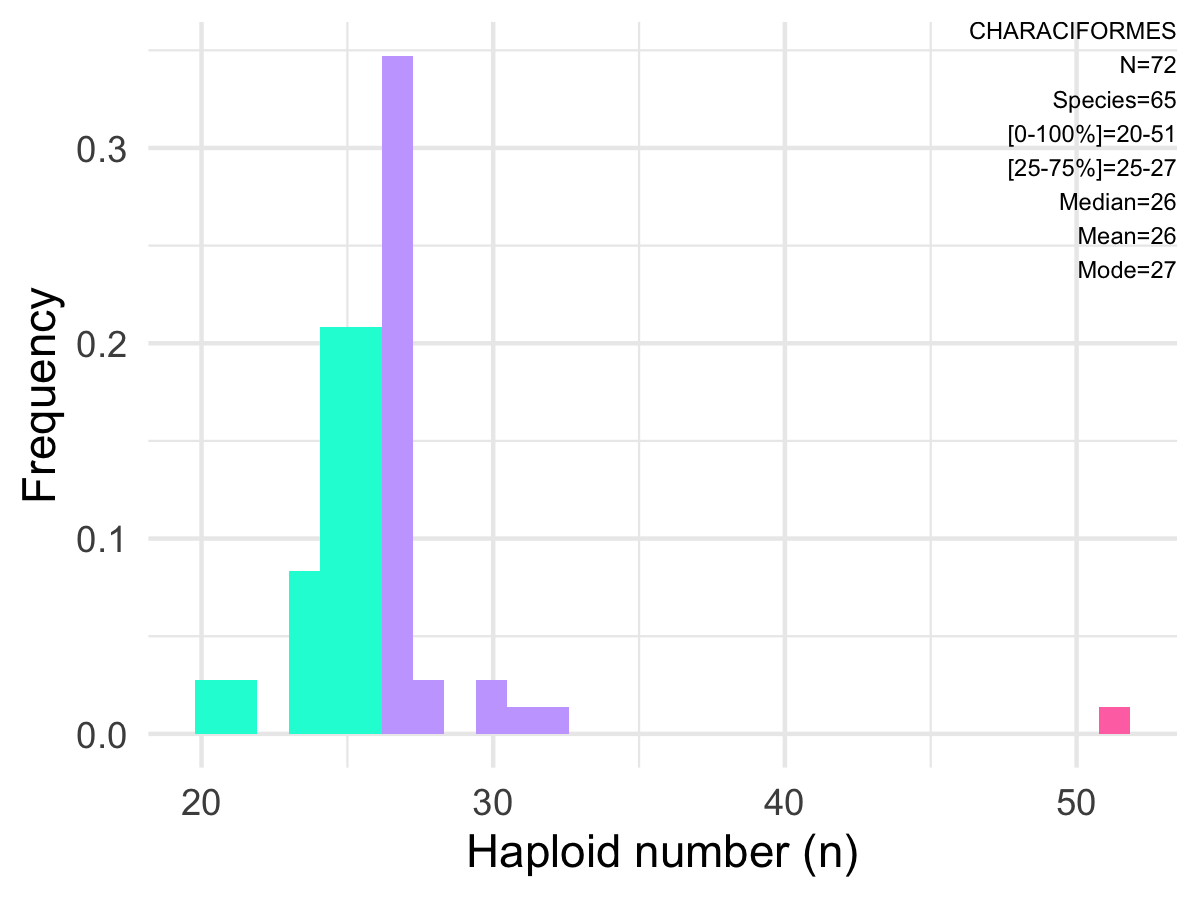 CHARACIFORMES
N=72
Species=65
[0-100%]=20-51
[25-75%]=25-27
Median=26
Mean=26
Mode=27
Frequency
0.3
0.2
0.1
0.0
20 30 40 50
Haploid number (n)